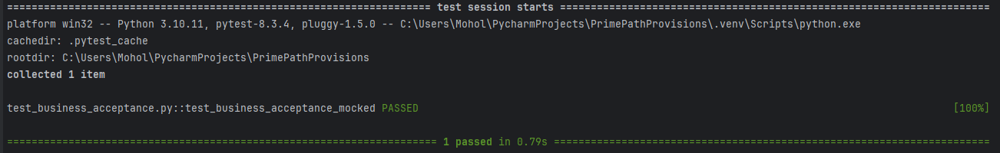 ===================================================================== test session starts ======================================================================
platform win32 -- Python 3.10.11, pytest-8.3.4, pluggy-1.5.0 -- C:\Users\Mohol\PycharmProjects\PrimePathProvisions\.venv\Scripts\python.exe
cachedir: .pytest_cache
rootdir: C:\Users\Mohol\PycharmProjects\PrimePathProvisions
collected 1 item
test_business_acceptance.py::test_business_acceptance_mocked PASSED [100%]
====================================================================== 1 passed in 0.79s =======================================================================